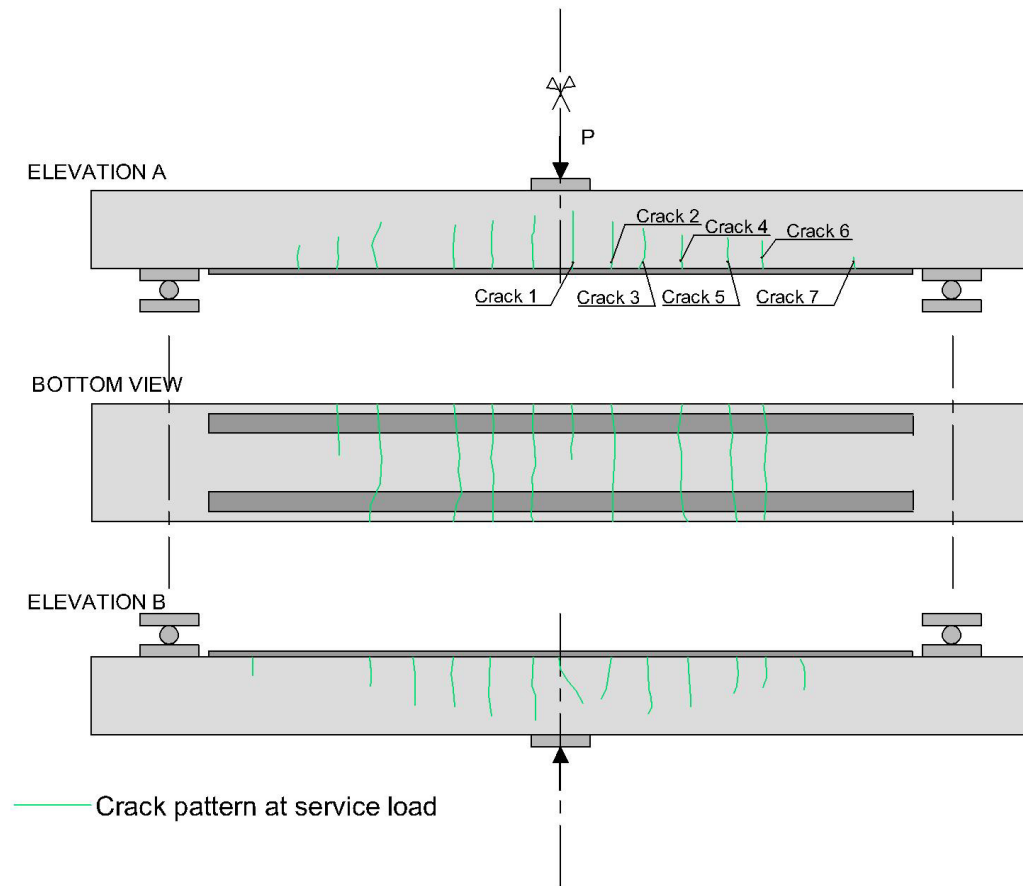 P
ELEVATION A
Crack 2
Crack 4
Crack 6
Crack 1
Crack 3
Crack 5
Crack 7
BOTTOM VIEW
ELEVATION B
Crack pattern at service load